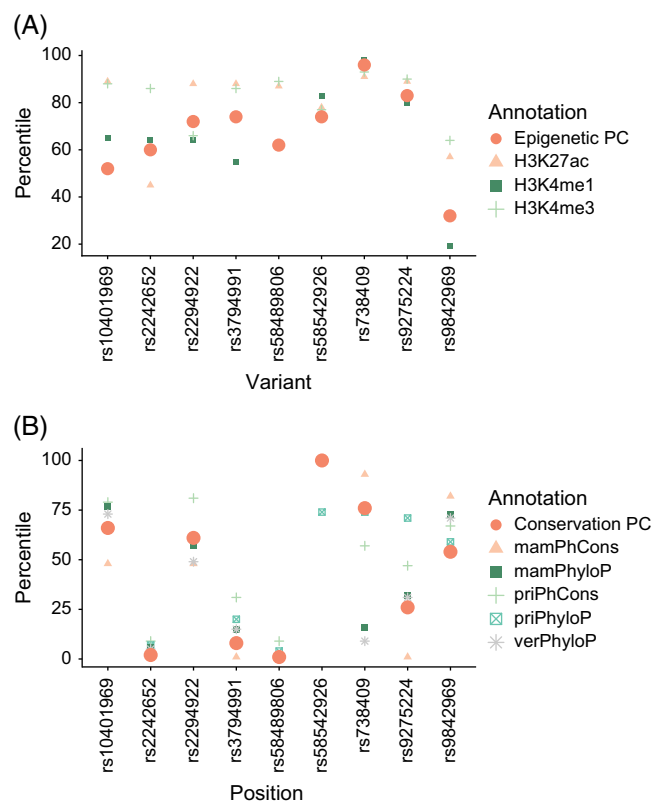 (A)
100
80
60
40
20
Percentile
rs10401969
rs2242652
rs2294922
rs3794991
rs58489806
rs58542926
rs738409
rs9275224
rs9842969
Variant
Annotation
Epigenetic PC
H3K27ac
H3K4me1
H3K4me3
(B)
100
75
50
25
0
Percentile
rs10401969
rs2242652
rs2294922
rs3794991
rs58489806
rs58542926
rs738409
rs9275224
rs9842969
Position
Annotation
Conservation PC
mamPhCons
mamPhyloP
priPhCons
priPhyloP
verPhyloP